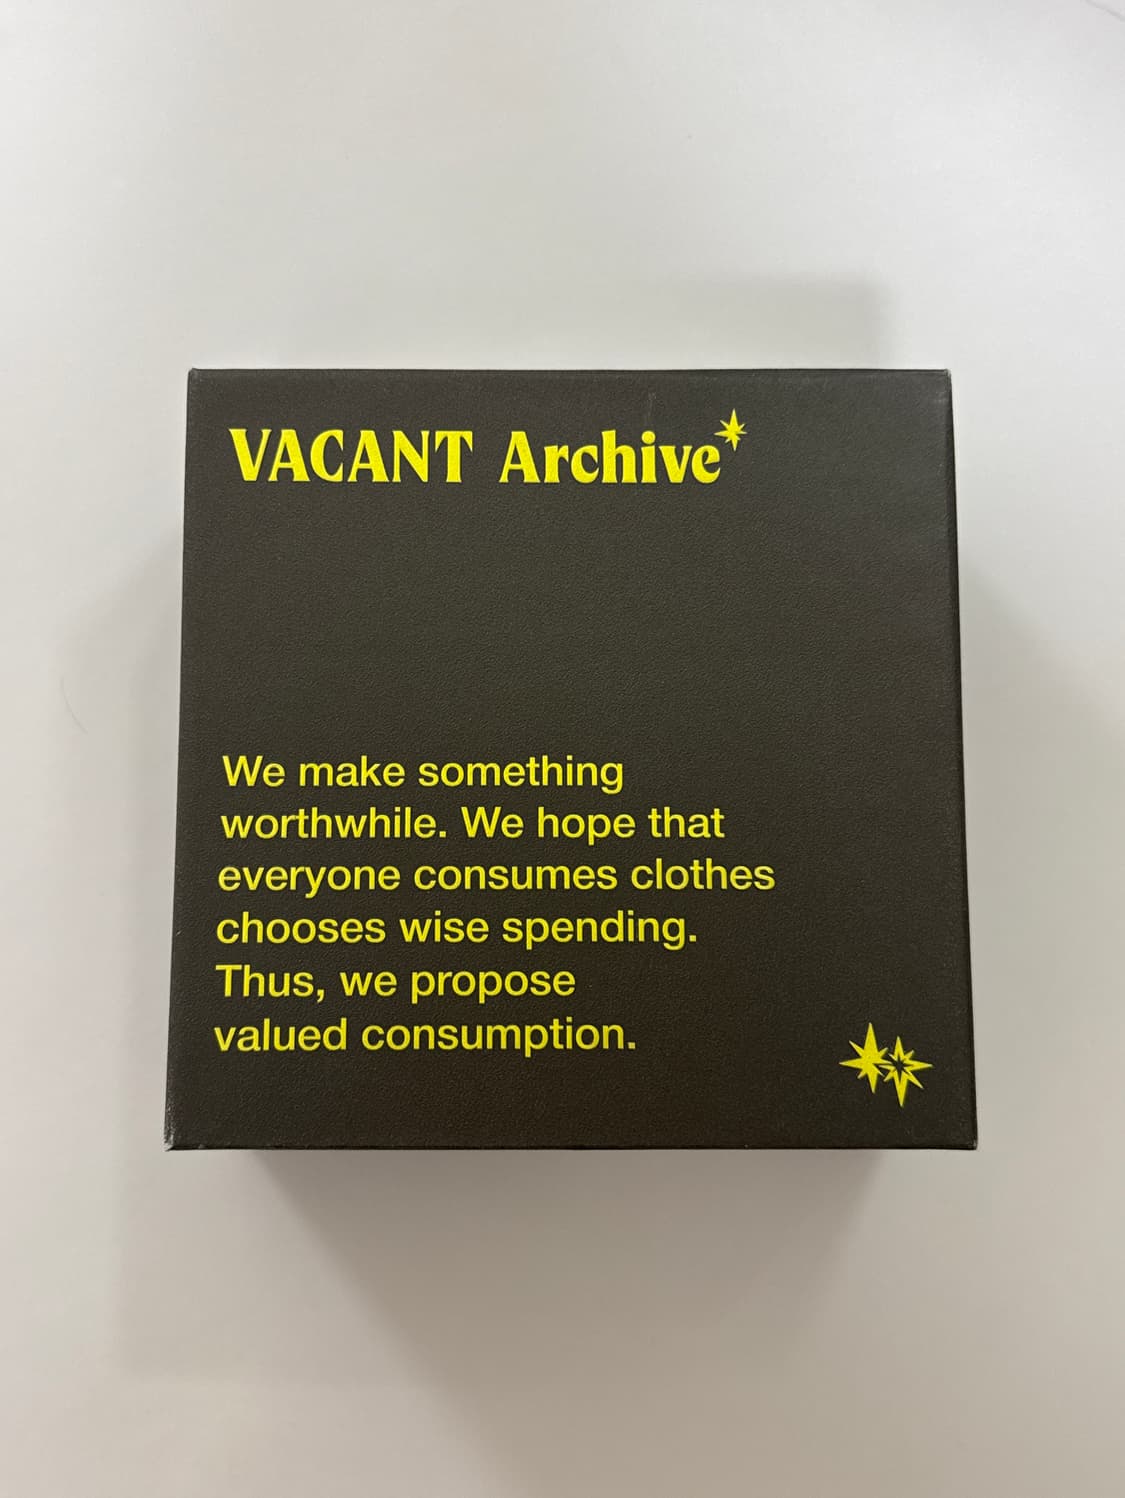 VACANT Archive
We make something
worthwhile. We hope that
everyone consumes clothes
chooses wise spending.
Thus, we propose
valued consumption.